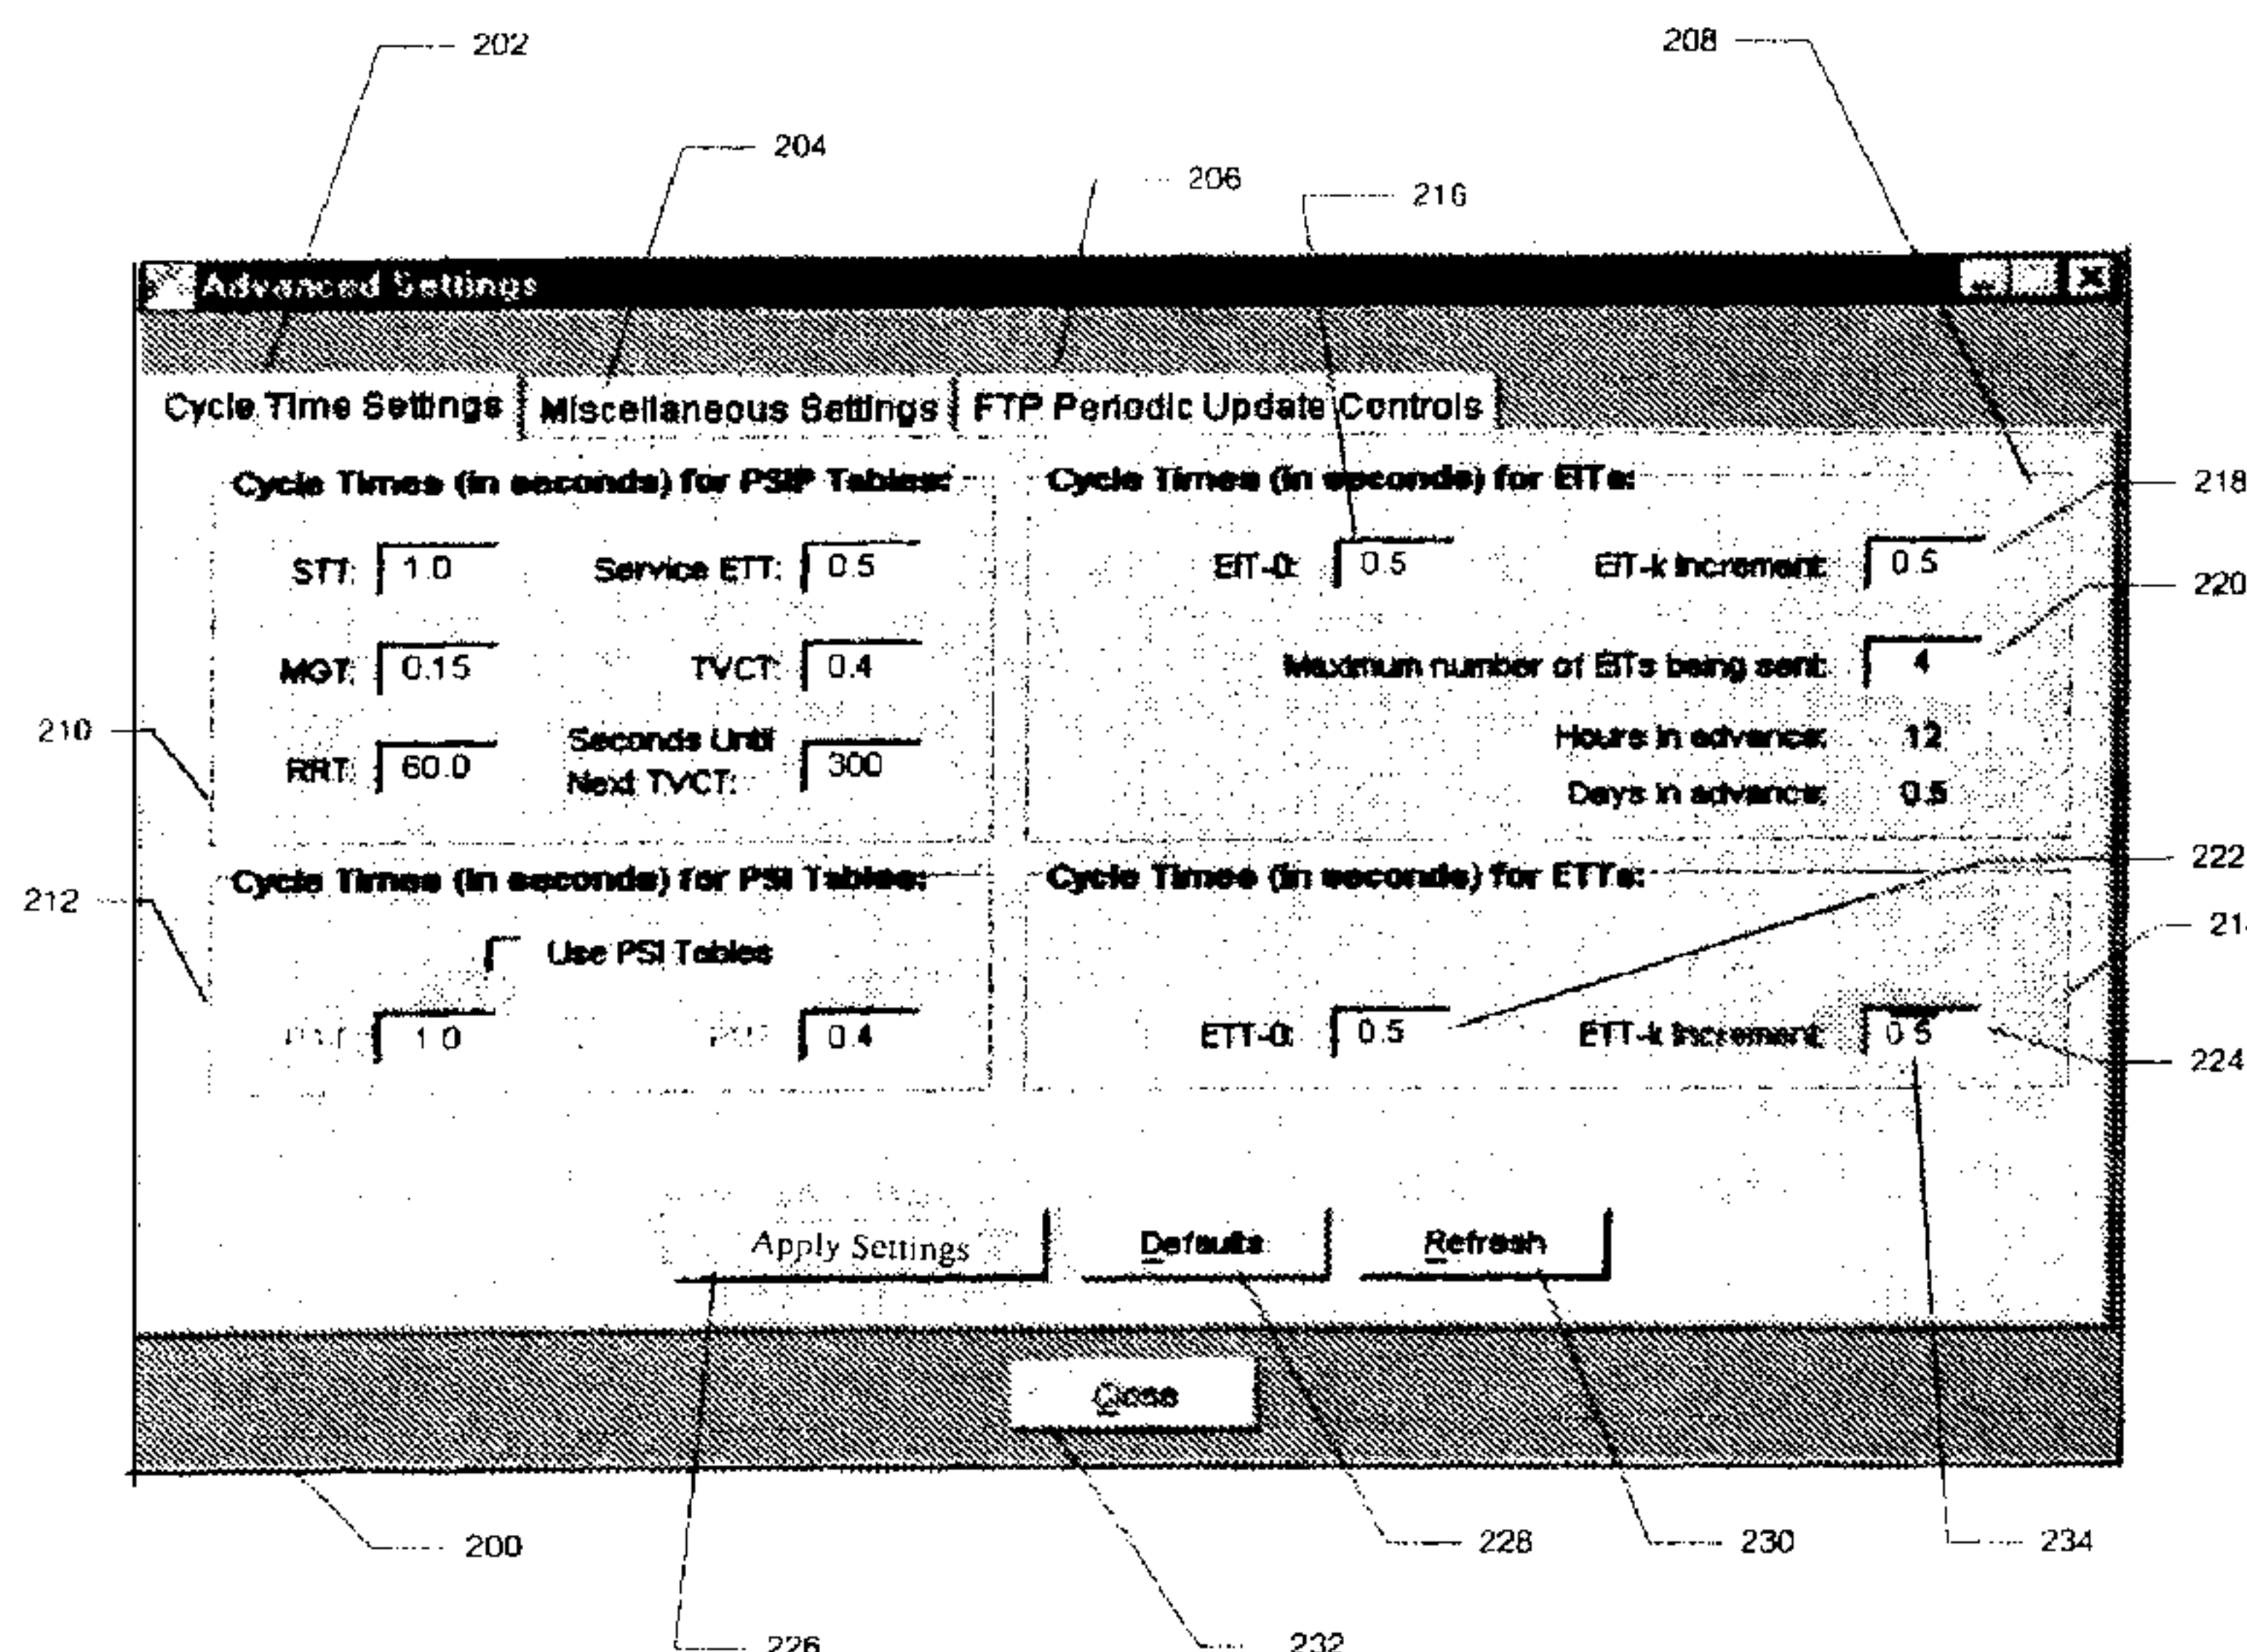 202
208
204
206
216
Advanced Settings
Cycle Time Settings
Miscellaneous Settings
FTP Periodic Update Controls
Cycle Times (in seconds) for PSIP Tables:
STT: 1.0
Service ETT: 0.5
MGT: 0.15
TVCT: 0.4
RRT: 60.0
Seconds Until
Next TVCT: 300
Cycle Times (in seconds) for EITs:
EIT-0: 0.5
EIT-k Increment: 0.5
Maximum number of EITs being sent: 4
Hours in advance: 12
Days in advance: 0.5
218
220
210
212
Cycle Times (in seconds) for PSI Tables:
Use PSI Tables
1.0
0.4
Cycle Times (in seconds) for ETTs:
ETT-0: 0.5
ETT-k Increment: 0.5
222
21
224
Apply Settings
Defaults
Refresh
Close
200
228
230
234
226
232